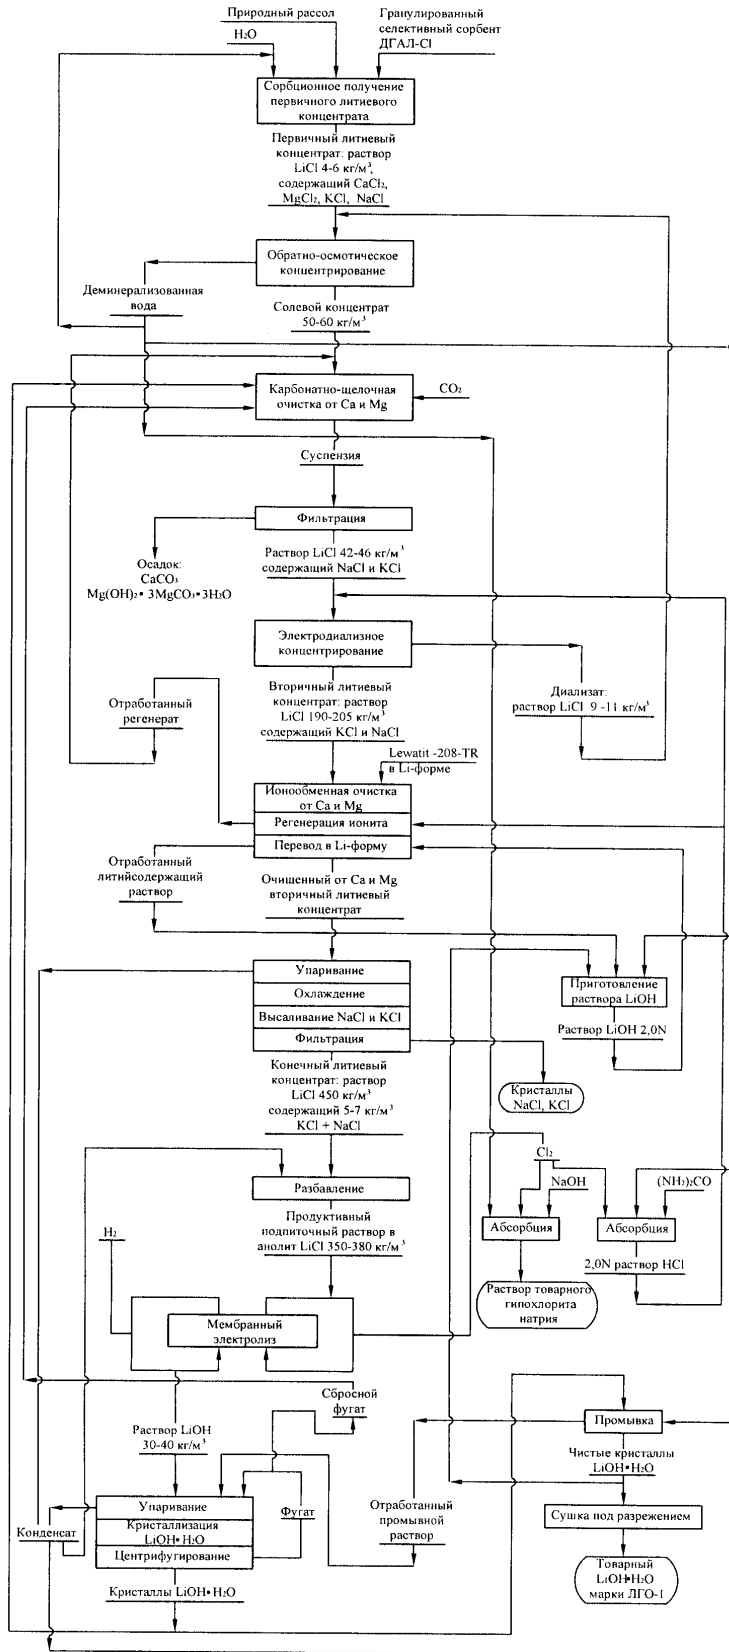 Природный рассол
H₂O
Гранулированный
селективный сорбент
ДГАЛ-Cl
Сорбционное получение
первичного литиевого
концентрата
Первичный литиевый
концентрат: раствор
LiCl 4-6 кг/м³,
содержащий CaCl₂,
MgCl₂, KCl, NaCl
Обратно-осмотическое
концентрирование
Деминерализованная
вода
Солевой концентрат
50-60 кг/м³
Карбонатно-щелочная
очистка от Ca и Mg
CO₂
Суспензия
Фильтрация
Осадок:
CaCO₃
Mg(OH)₂• 3MgCO₃•3H₂O
Раствор LiCl 42-46 кг/м³
содержащий NaCl и KCl
Электродиализное
концентрирование
Диализат:
раствор LiCl 9 -11 кг/м³
Вторичный литиевый
концентрат: раствор
LiCl 190-205 кг/м³
содержащий KCl и NaCl
Отработанный
регенерат
Lewatit -208-TR
в Li-форме
Ионообменная очистка
от Ca и Mg
Регенерация ионита
Перевод в Li-форму
Отработанный
литийсодержащий
раствор
Очищенный от Ca и Mg
вторичный литиевый
концентрат
Упаривание
Охлаждение
Высаливание NaCl и KCl
Фильтрация
Приготовление
раствора LiOH
Раствор LiOH 2,0N
Конечный литиевый
концентрат: раствор
LiCl 450 кг/м³
содержащий 5-7 кг/м³
KCl + NaCl
Кристаллы
NaCl, KCl
Разбавление
Cl₂
NaOH
(NH₂)₂CO
Абсорбция
Абсорбция
H₂
Продуктивный
подпиточный раствор в
анолит LiCl 350-380 кг/м³
2,0N раствор HCl
Раствор товарного
гипохлорита
натрия
Мембранный
электролиз
Сбросной
фугат
Промывка
Раствор LiOH
30-40 кг/м³
Чистые кристаллы
LiOH•H₂O
Упаривание
Кристаллизация
LiOH•H₂O
Центрифугирование
Фугат
Конденсат
Отработанный
промывной
раствор
Сушка под разрежением
Товарный
LiOH•H₂O
марки ЛГО-1
Кристаллы LiOH•H₂O